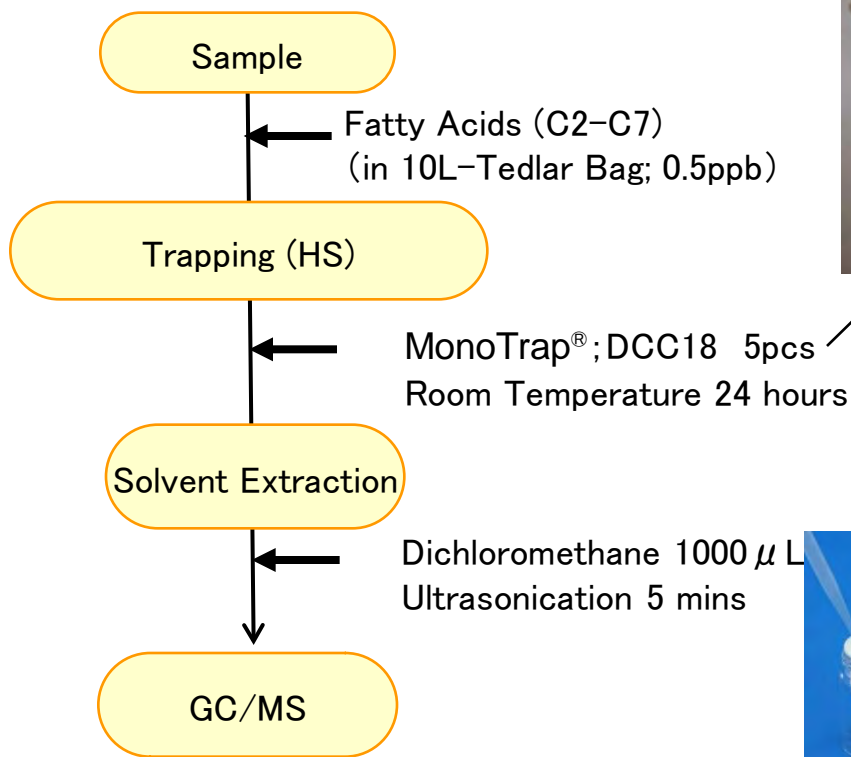 Sample
Fatty Acids (C2-C7)
(in 10L-Tedlar Bag; 0.5ppb)
Trapping (HS)
MonoTrap®;DCC18 5pcs
Room Temperature 24 hours
Solvent Extraction
Dichloromethane 1000μL
Ultrasonication 5 mins
GC/MS